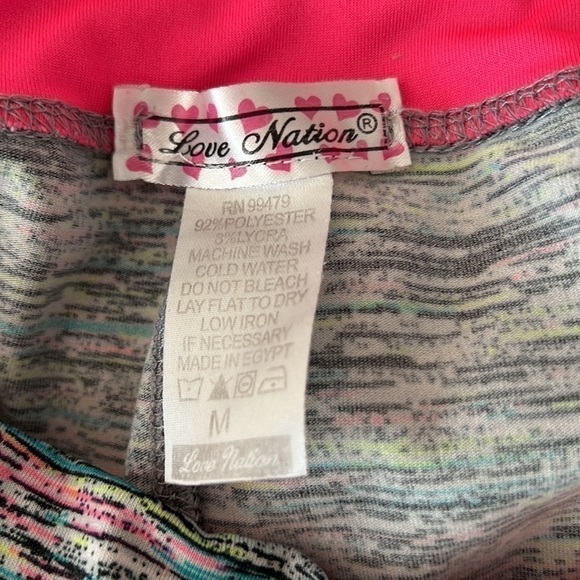 Love Nation®
RN 99479
92% POLYESTER
8% LYCRA
MACHINE WASH
COLD WATER
DO NOT BLEACH
LAY FLAT TO DRY
LOW IRON
IF NECESSARY
MADE IN EGYPT
M
Love Nation